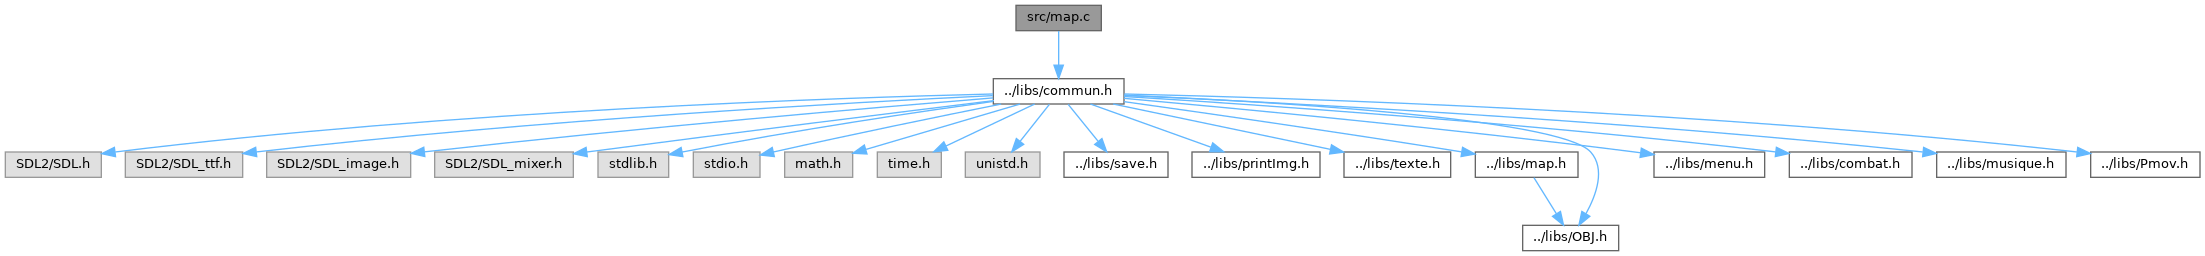 src/map.c
../libs/commun.h
SDL2/SDL.h
SDL2/SDL_ttf.h
SDL2/SDL_image.h
SDL2/SDL_mixer.h
stdlib.h
stdio.h
math.h
time.h
unistd.h
../libs/save.h
../libs/printImg.h
../libs/texte.h
../libs/map.h
../libs/menu.h
../libs/combat.h
../libs/musique.h
../libs/Pmov.h
../libs/OBJ.h